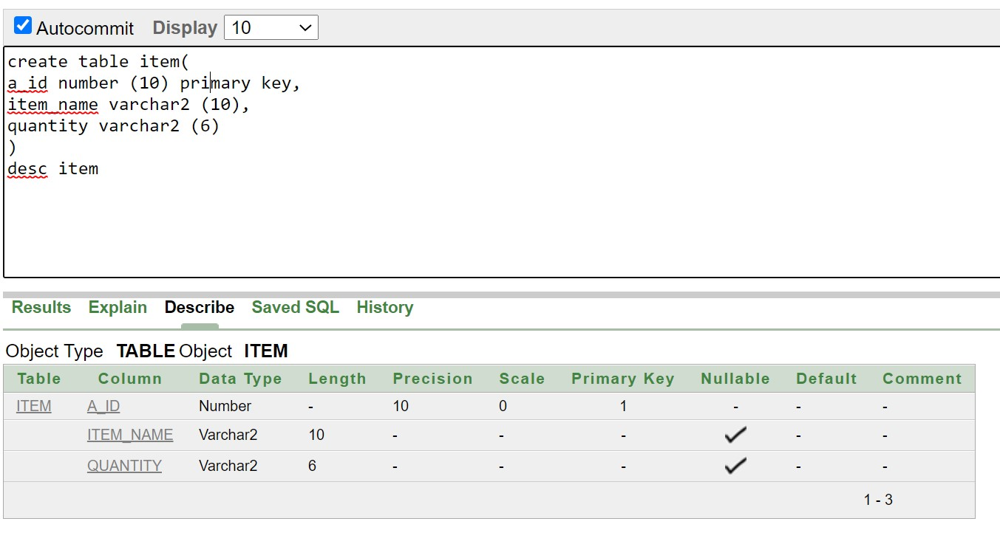 Autocommit Display 10
create table item(
a_id number (10) primary key,
item_name varchar2 (10),
quantity varchar2 (6)
)
desc item
Results Explain Describe Saved SQL History
Object Type TABLE Object ITEM
Table Column Data Type Length Precision Scale Primary Key Nullable Default Comment
ITEM A_ID Number - 10 0 1 - - -
ITEM_NAME Varchar2 10 - - - - -
QUANTITY Varchar2 6 - - - - -
1 - 3